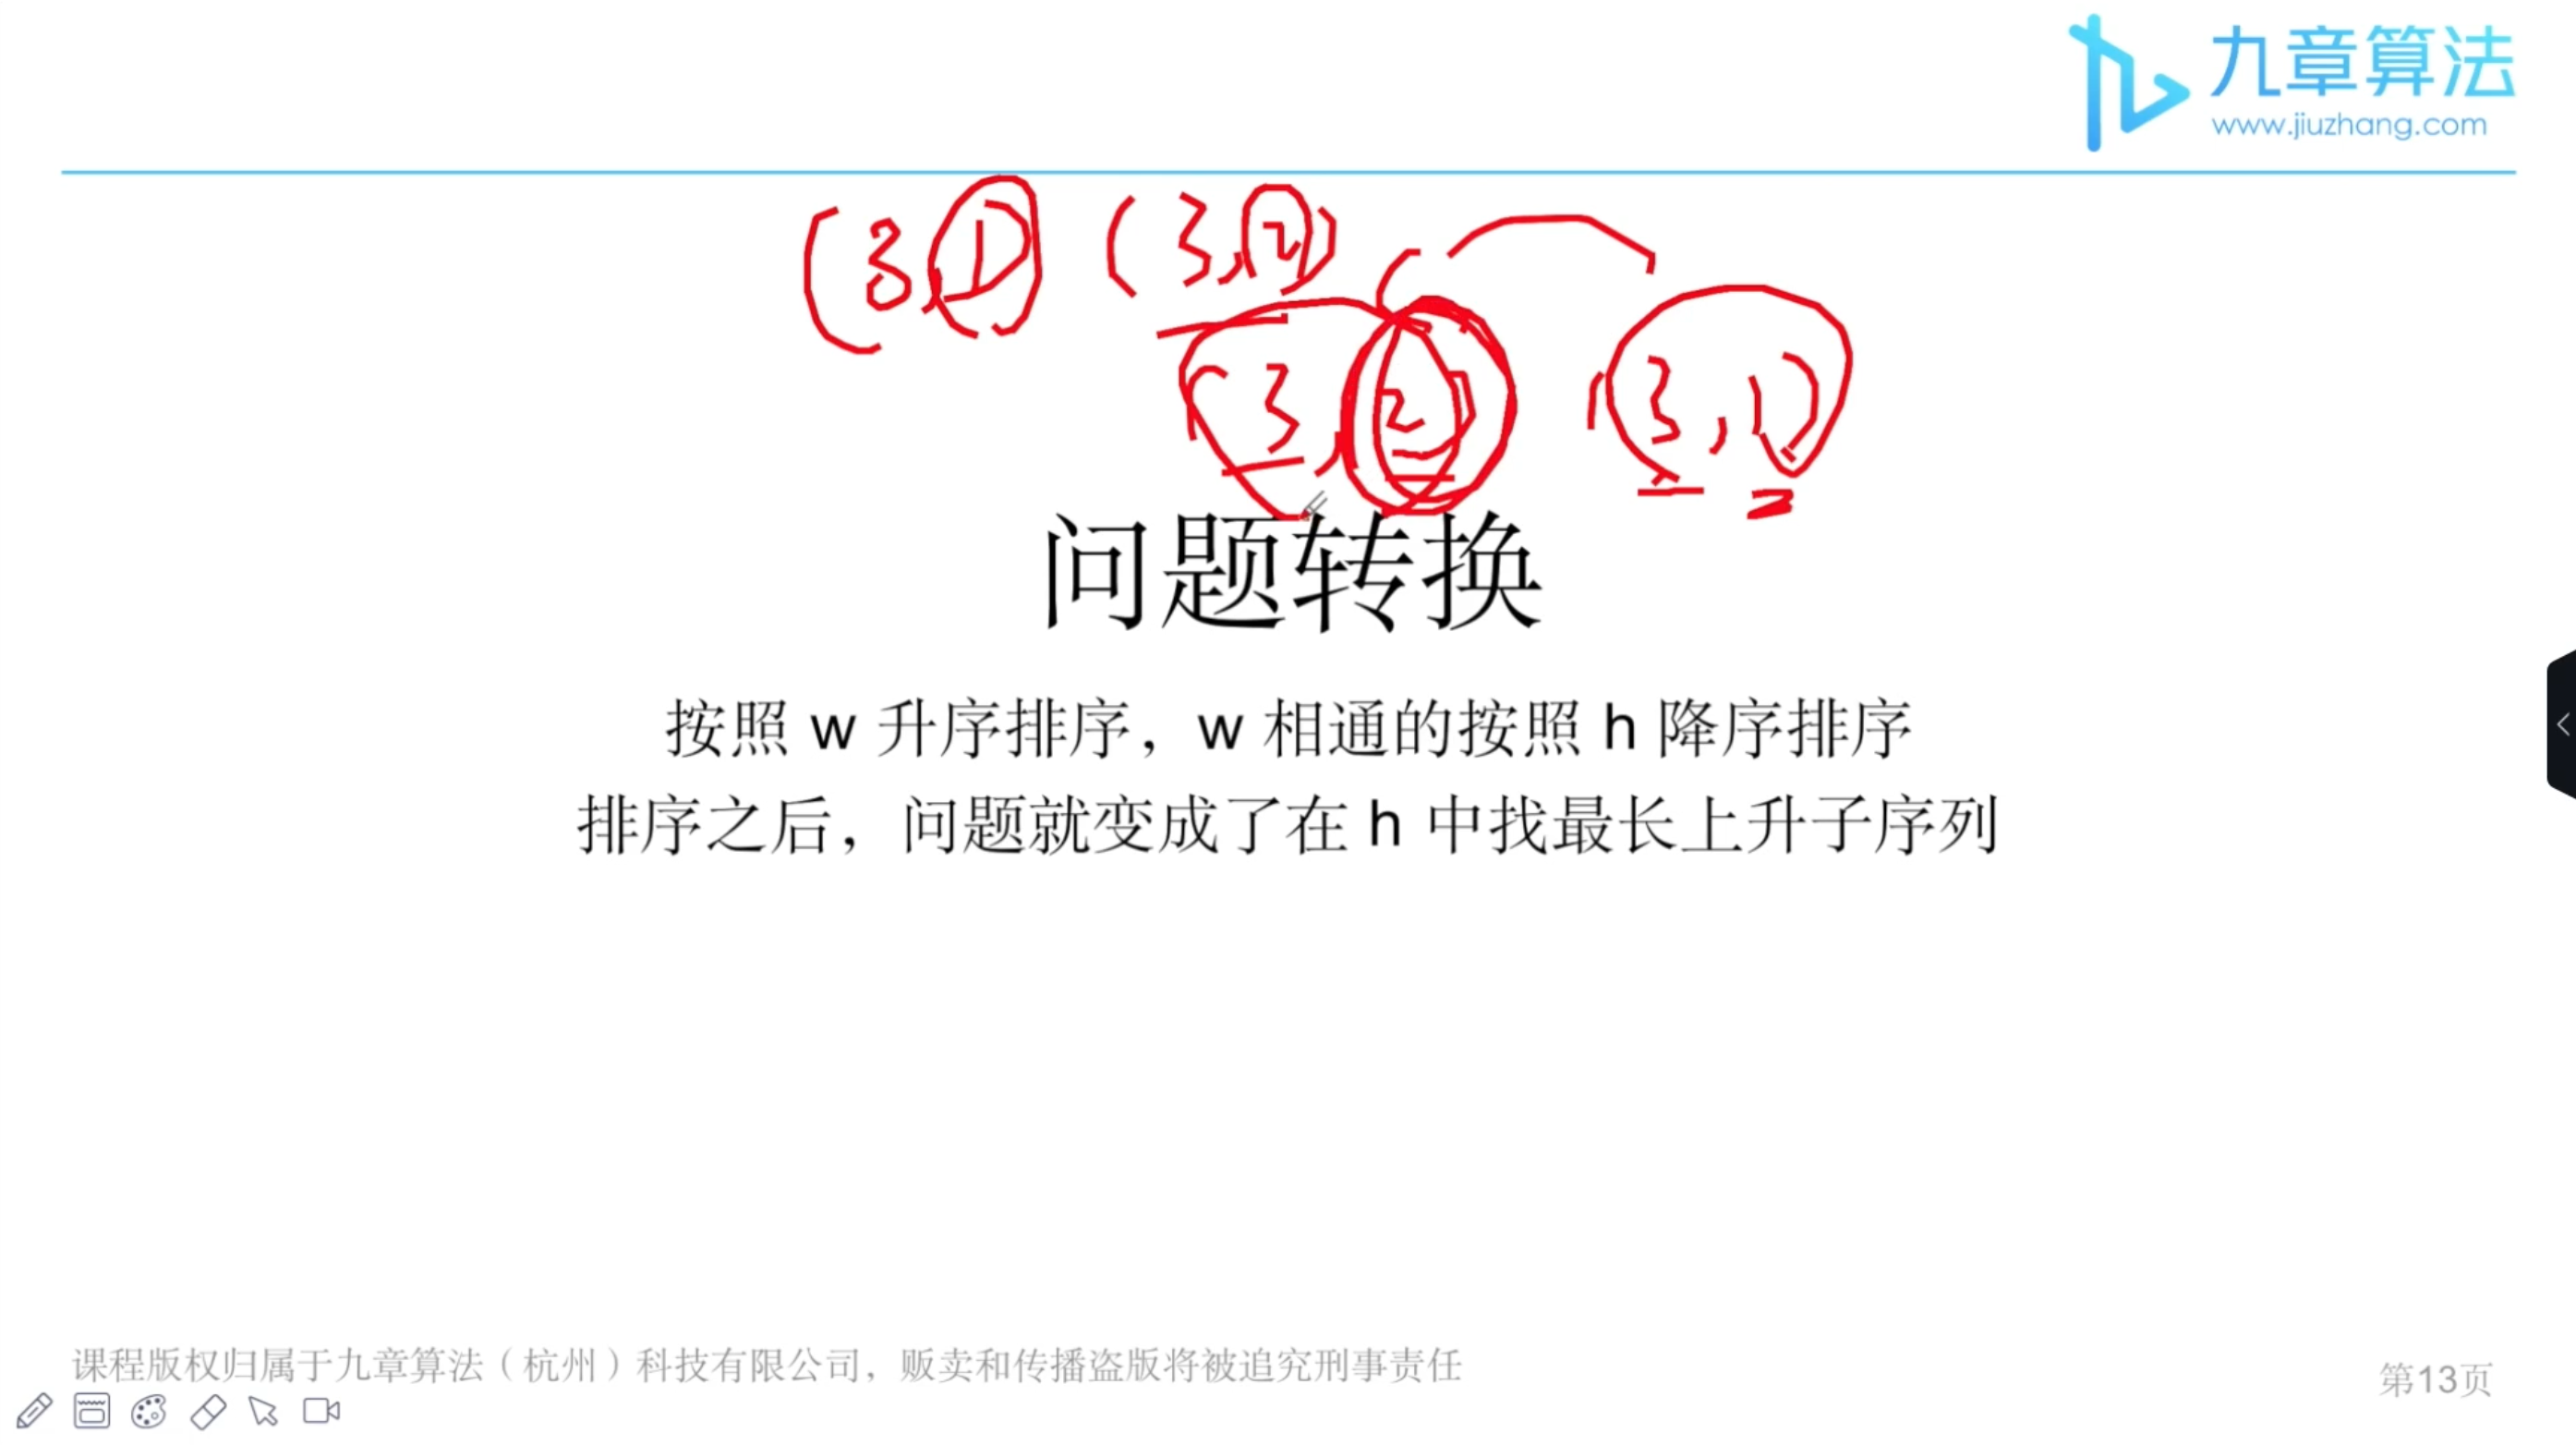 九章算法
www.jiuzhang.com
(3,1) (3,2)
(3,2) (3,1)
问题转换
按照 w 升序排序，w 相通的按照 h 降序排序
排序之后，问题就变成了在 h 中找最长上升子序列
课程版权归属于九章算法（杭州）科技有限公司，贩卖和传播盗版将被追究刑事责任
第13页